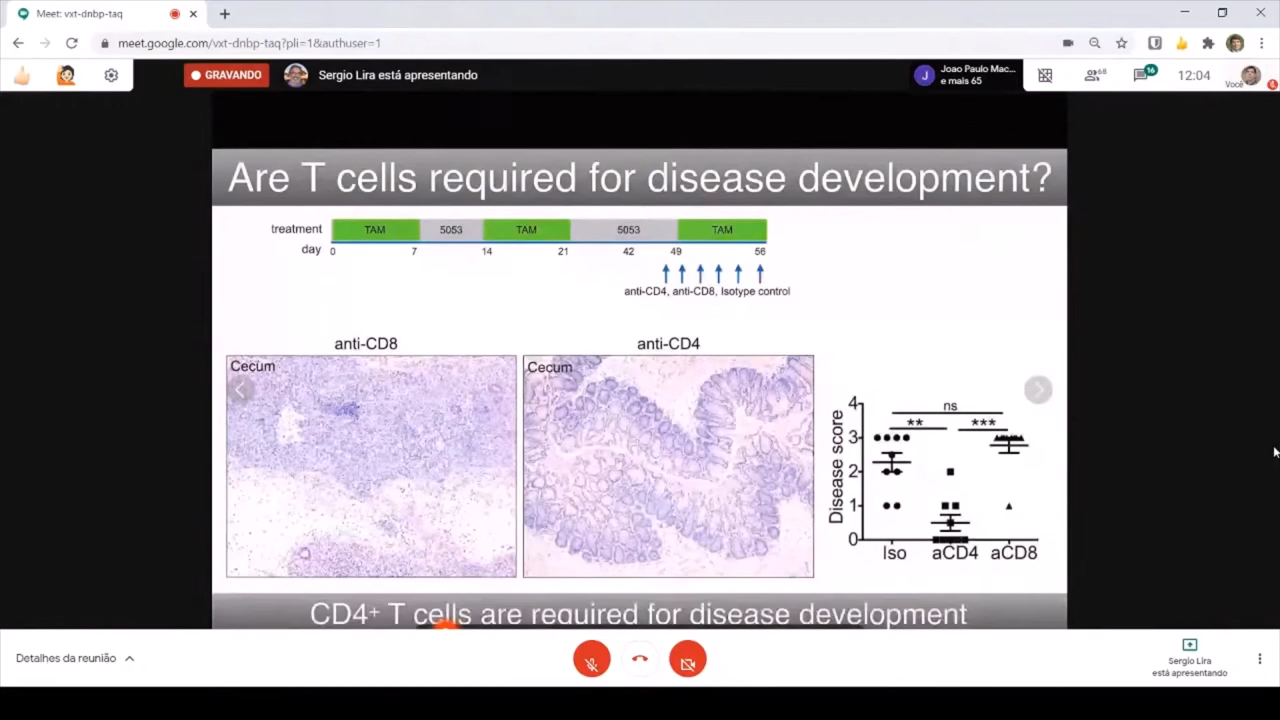 Meet: vxt-dnbp-taq
meet.google.com/vxt-dnbp-taq?pli=1&authuser=1
GRAVANDO
Sergio Lira está apresentando
J
Joao Paulo Mac...
e mais 65
68
16
12:04
Você
Are T cells required for disease development?
treatment TAM 5053 TAM 5053 TAM
day 0 7 14 21 42 49 56
anti-CD4, anti-CD8, Isotype control
anti-CD8
anti-CD4
Cecum
Cecum
Disease score
4
3
2
1
0
ns
** ***
Iso aCD4 aCD8
CD4+ T cells are required for disease development
Detalhes da reunião
Sergio Lira
está apresentando